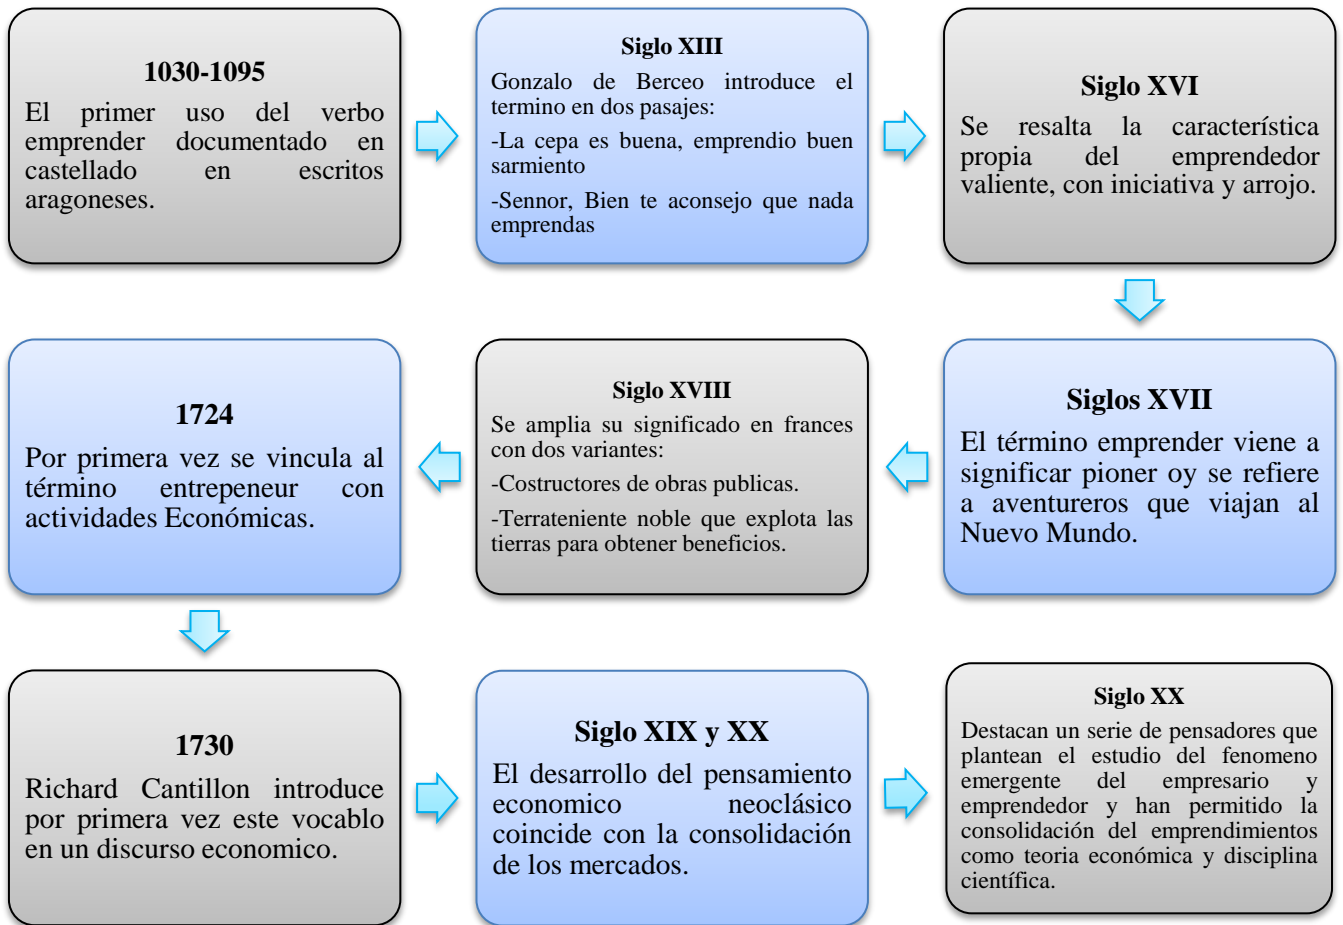 1030-1095
El primer uso del verbo
emprender documentado en
castellado en escritos
aragoneses.
Siglo XIII
Gonzalo de Berceo introduce el
termino en dos pasajes:
-La cepa es buena, emprendio buen
sarmiento
-Sennor, Bien te aconsejo que nada
emprendas
Siglo XVI
Se resalta la característica
propia del emprendedor
valiente, con iniciativa y arrojo.
Siglos XVII
El término emprender viene a
significar pioner oy se refiere
a aventureros que viajan al
Nuevo Mundo.
Siglo XVIII
Se amplia su significado en frances
con dos variantes:
-Costructores de obras publicas.
-Terrateniente noble que explota las
tierras para obtener beneficios.
1724
Por primera vez se vincula al
término entrepeneur con
actividades Económicas.
1730
Richard Cantillon introduce
por primera vez este vocablo
en un discurso economico.
Siglo XIX y XX
El desarrollo del pensamiento
economico neoclásico
coincide con la consolidación
de los mercados.
Siglo XX
Destacan un serie de pensadores que
plantean el estudio del fenomeno
emergente del empresario y
emprendedor y han permitido la
consolidación del emprendimientos
como teoria económica y disciplina
científica.